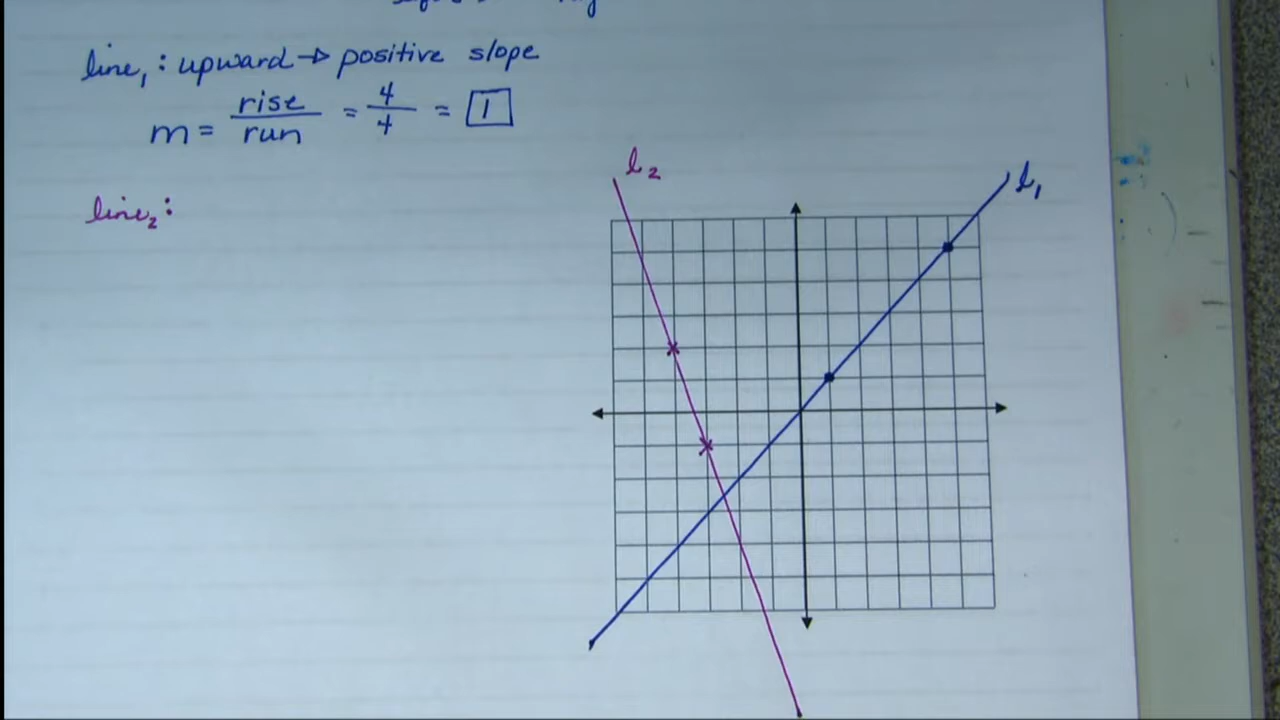 line₁ : upward → positive slope
m = rise/run = 4/4 = 1
line₂ :
l₂
l₁